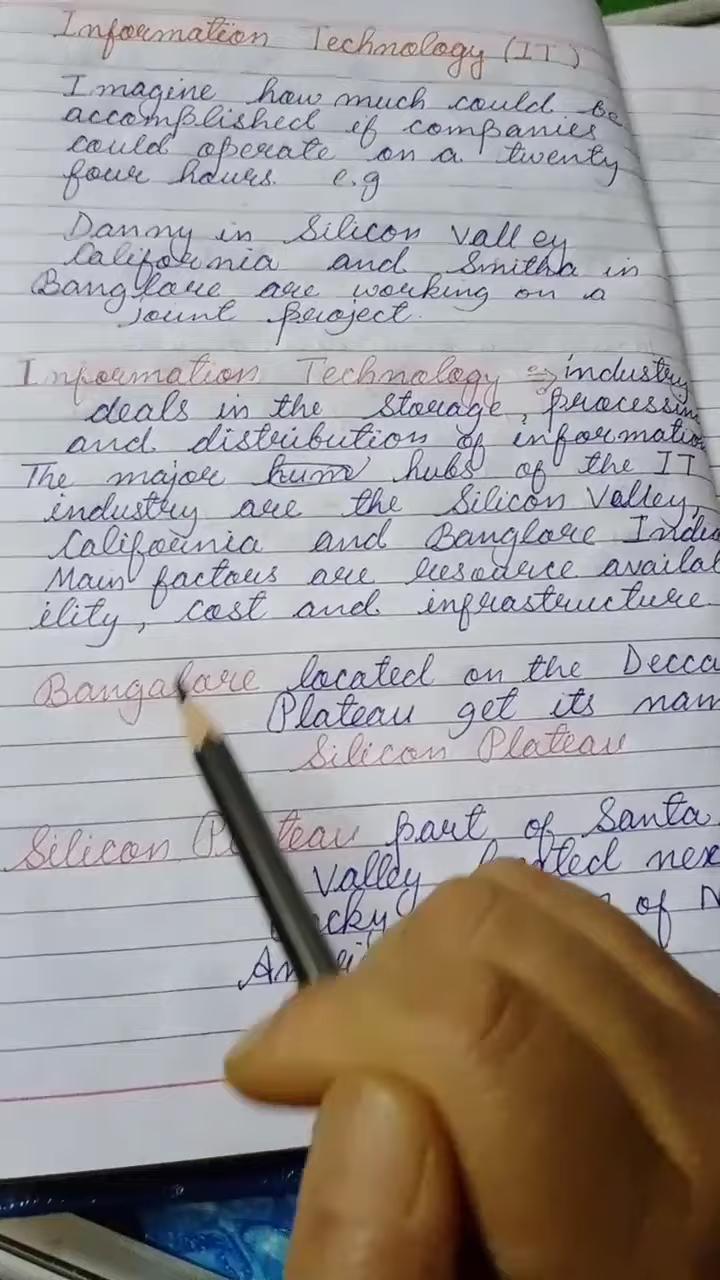 Information Technology (IT)
Imagine how much could be
accomplished if companies
could operate on a twenty
four hours. e.g
Danny in Silicon Valley
California and Smitha in
Banglore are working on a
joint project.
Information Technology ⇒ industry
deals in the storage, processin
and distribution of informatio
The major hubs of the IT
industry are the Silicon Valley,
California and Banglore India
Main factors are resource availab
ility, cost and infrastructure.
Bangalore located on the Decca
Plateau get its nam
Silicon Plateau
Silicon Plateau part of Santa
Valley next
of N